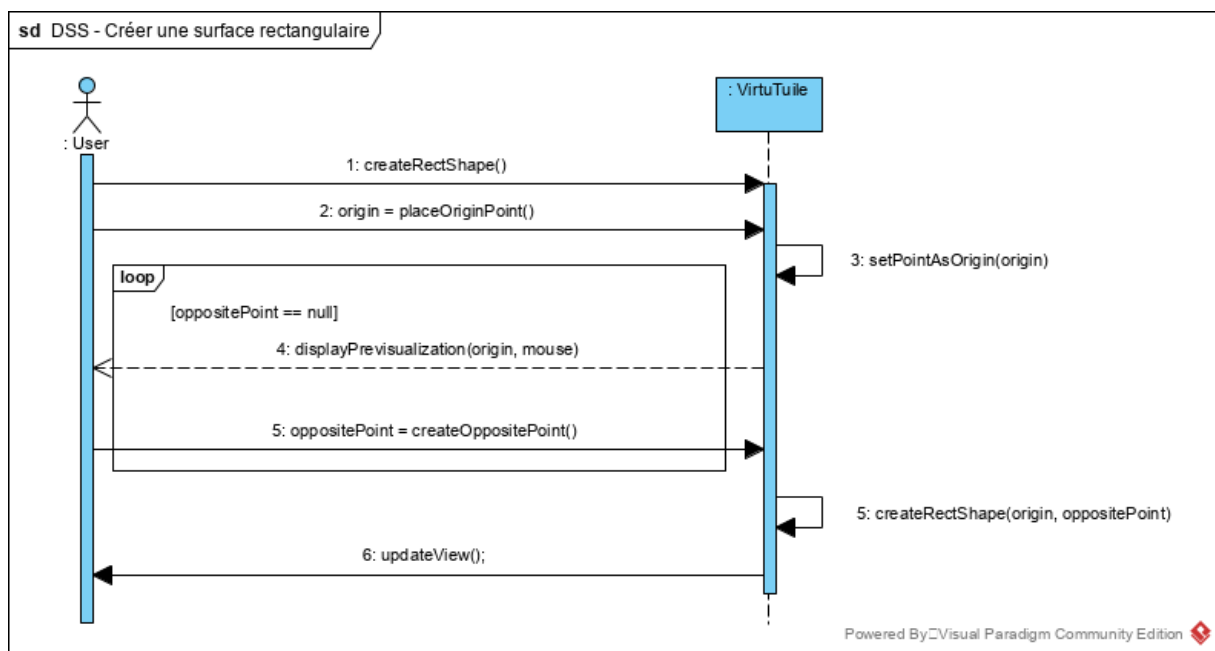 sd DSS - Créer une surface rectangulaire
: User
: VirtuTuile
1: createRectShape()
2: origin = placeOriginPoint()
3: setPointAsOrigin(origin)
loop
[oppositePoint == null]
4: displayPrevisualization(origin, mouse)
5: oppositePoint = createOppositePoint()
5: createRectShape(origin, oppositePoint)
6: updateView();
Powered By Visual Paradigm Community Edition